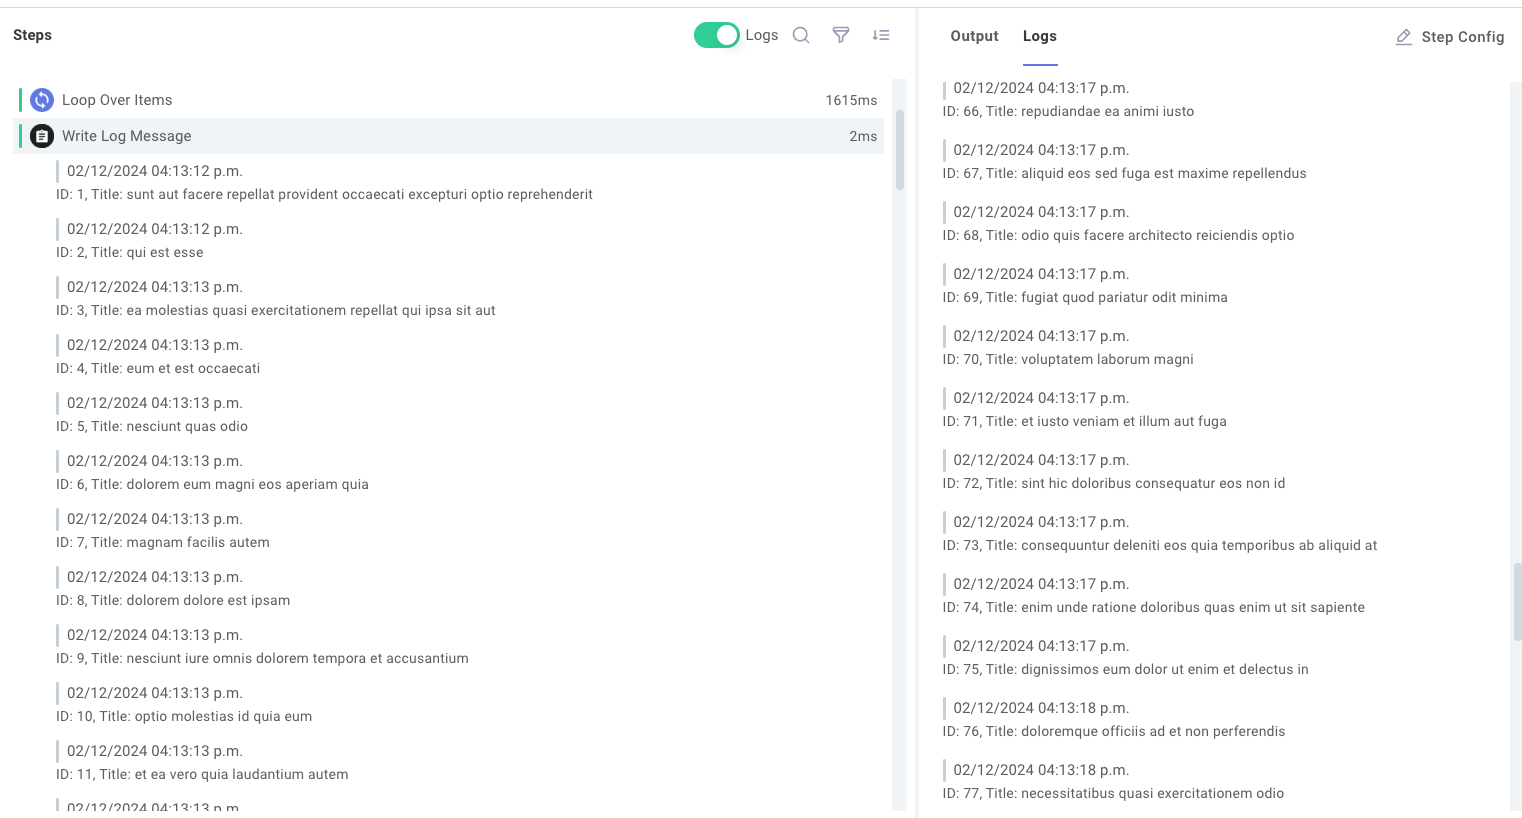 Steps
Logs
Loop Over Items 1615ms
Write Log Message 2ms
02/12/2024 04:13:12 p.m.
ID: 1, Title: sunt aut facere repellat provident occaecati excepturi optio reprehenderit
02/12/2024 04:13:12 p.m.
ID: 2, Title: qui est esse
02/12/2024 04:13:13 p.m.
ID: 3, Title: ea molestias quasi exercitationem repellat qui ipsa sit aut
02/12/2024 04:13:13 p.m.
ID: 4, Title: eum et est occaecati
02/12/2024 04:13:13 p.m.
ID: 5, Title: nesciunt quas odio
02/12/2024 04:13:13 p.m.
ID: 6, Title: dolorem eum magni eos aperiam quia
02/12/2024 04:13:13 p.m.
ID: 7, Title: magnam facilis autem
02/12/2024 04:13:13 p.m.
ID: 8, Title: dolorem dolore est ipsam
02/12/2024 04:13:13 p.m.
ID: 9, Title: nesciunt iure omnis dolorem tempora et accusantium
02/12/2024 04:13:13 p.m.
ID: 10, Title: optio molestias id quia eum
02/12/2024 04:13:13 p.m.
ID: 11, Title: et ea vero quia laudantium autem
02/12/2024 04:13:13 p.m.
Output Logs Step Config
02/12/2024 04:13:17 p.m.
ID: 66, Title: repudiandae ea animi iusto
02/12/2024 04:13:17 p.m.
ID: 67, Title: aliquid eos sed fuga est maxime repellendus
02/12/2024 04:13:17 p.m.
ID: 68, Title: odio quis facere architecto reiciendis optio
02/12/2024 04:13:17 p.m.
ID: 69, Title: fugiat quod pariatur odit minima
02/12/2024 04:13:17 p.m.
ID: 70, Title: voluptatem laborum magni
02/12/2024 04:13:17 p.m.
ID: 71, Title: et iusto veniam et illum aut fuga
02/12/2024 04:13:17 p.m.
ID: 72, Title: sint hic doloribus consequatur eos non id
02/12/2024 04:13:17 p.m.
ID: 73, Title: consequuntur deleniti eos quia temporibus ab aliquid at
02/12/2024 04:13:17 p.m.
ID: 74, Title: enim unde ratione doloribus quas enim ut sit sapiente
02/12/2024 04:13:17 p.m.
ID: 75, Title: dignissimos eum dolor ut enim et delectus in
02/12/2024 04:13:18 p.m.
ID: 76, Title: doloremque officiis ad et non perferendis
02/12/2024 04:13:18 p.m.
ID: 77, Title: necessitatibus quasi exercitationem odio